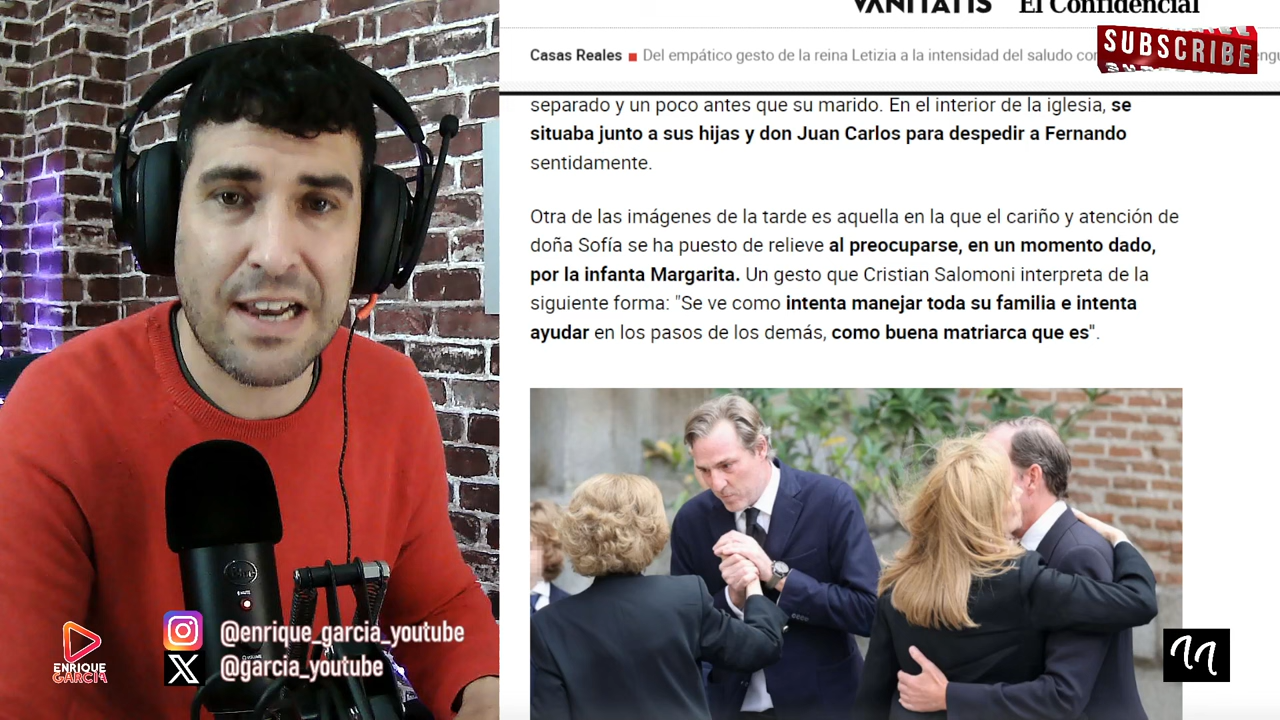 VANITATIS El Confidencial
SUBSCRIBE
Casas Reales Del empático gesto de la reina Letizia a la intensidad del saludo
separado y un poco antes que su marido. En el interior de la iglesia, se
situaba junto a sus hijas y don Juan Carlos para despedir a Fernando
sentidamente.
Otra de las imágenes de la tarde es aquella en la que el cariño y atención de
doña Sofía se ha puesto de relieve al preocuparse, en un momento dado,
por la infanta Margarita. Un gesto que Cristian Salomoni interpreta de la
siguiente forma: "Se ve como intenta manejar toda su familia e intenta
ayudar en los pasos de los demás, como buena matriarca que es".
@enrique_garcia_youtube
@garcia_youtube
ENRIQUE
GARCIA